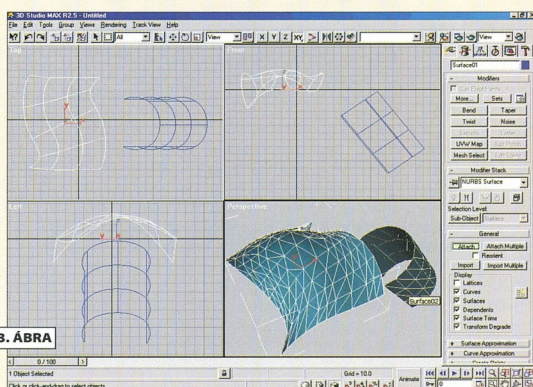 3D Studio MAX R2.5 - Untitled
File Edit Tools Group Views Rendering Track View Help
All View X Y Z XY View
Top
Front
Left
Perspective
Surface02
Surface01
Modifiers
More... Sets
Bend Taper
Twist Noise
UVW Map
Mesh Select
Modifier Stack
NURBS Surface
Selection Level:
Sub-Object Surface
General
Attach Attach Multiple
Reorient
Import Import Multiple
Display
Lattices
Curves
Surfaces
Dependents
Surface Trims
Transform Degrade
Surface Approximation
Curve Approximation
Create Points
3. ÁBRA
0 / 100
1 Object Selected
Grid = 10.0
Animate
0
Click or click-and-drag to select objects